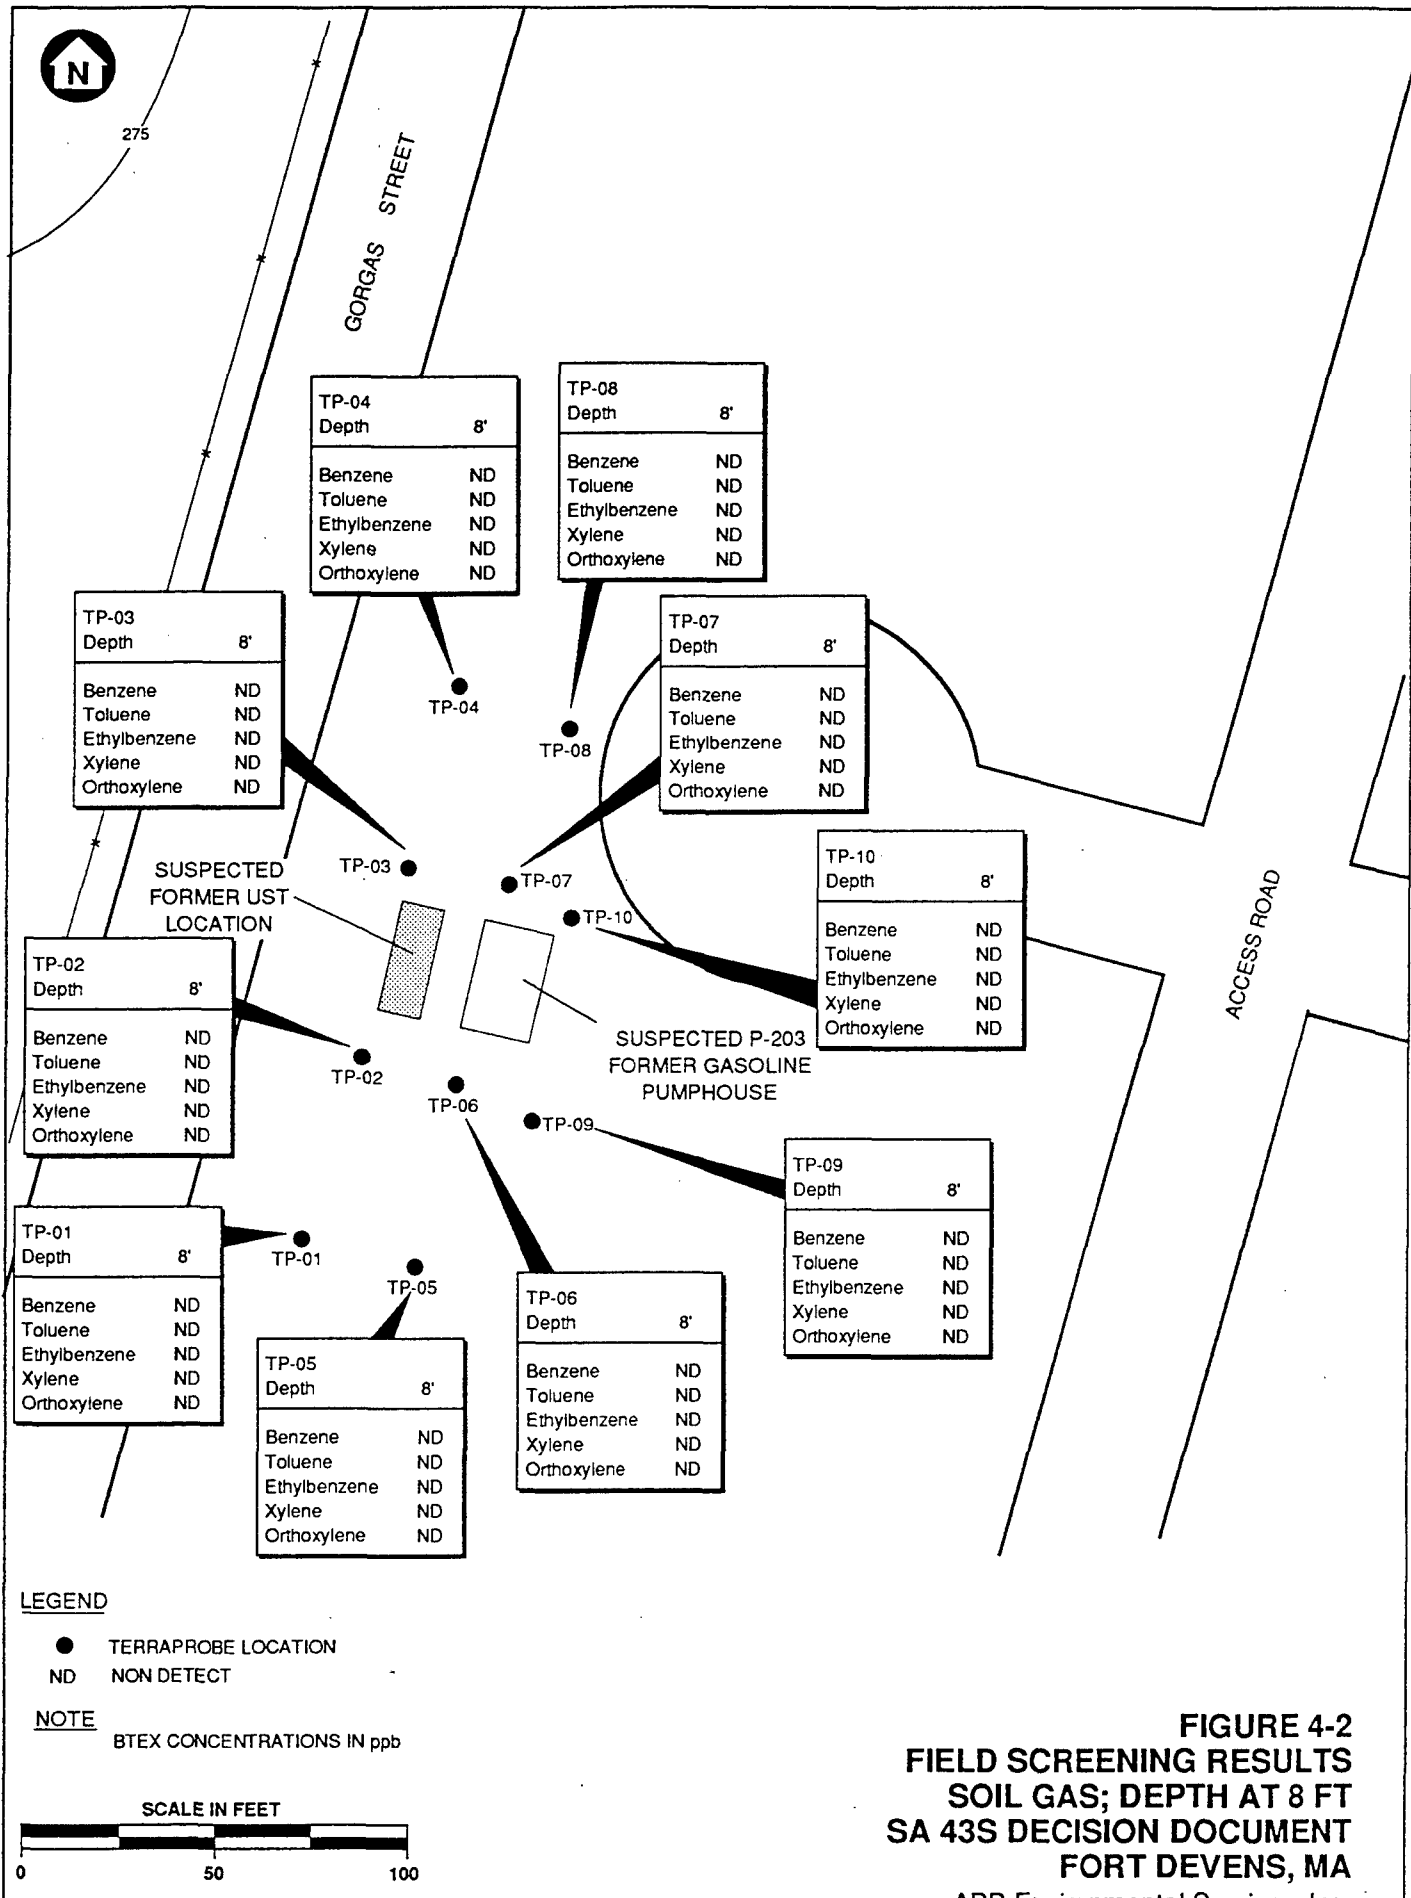 N
275
GORGAS STREET
TP-04
Depth 8'
Benzene ND
Toluene ND
Ethylbenzene ND
Xylene ND
Orthoxylene ND
TP-08
Depth 8'
Benzene ND
Toluene ND
Ethylbenzene ND
Xylene ND
Orthoxylene ND
TP-03
Depth 8'
Benzene ND
Toluene ND
Ethylbenzene ND
Xylene ND
Orthoxylene ND
TP-07
Depth 8'
Benzene ND
Toluene ND
Ethylbenzene ND
Xylene ND
Orthoxylene ND
TP-04
TP-08
TP-03
TP-07
TP-10
SUSPECTED
FORMER UST
LOCATION
TP-10
Depth 8'
Benzene ND
Toluene ND
Ethylbenzene ND
Xylene ND
Orthoxylene ND
ACCESS ROAD
TP-02
Depth 8'
Benzene ND
Toluene ND
Ethylbenzene ND
Xylene ND
Orthoxylene ND
SUSPECTED P-203
FORMER GASOLINE
PUMPHOUSE
TP-02
TP-06
TP-09
TP-09
Depth 8'
Benzene ND
Toluene ND
Ethylbenzene ND
Xylene ND
Orthoxylene ND
TP-01
Depth 8'
Benzene ND
Toluene ND
Ethylbenzene ND
Xylene ND
Orthoxylene ND
TP-01
TP-05
TP-06
Depth 8'
Benzene ND
Toluene ND
Ethylbenzene ND
Xylene ND
Orthoxylene ND
TP-05
Depth 8'
Benzene ND
Toluene ND
Ethylbenzene ND
Xylene ND
Orthoxylene ND
LEGEND
TERRAPROBE LOCATION
ND NON DETECT
NOTE
BTEX CONCENTRATIONS IN ppb
SCALE IN FEET
0 50 100
FIGURE 4-2
FIELD SCREENING RESULTS
SOIL GAS; DEPTH AT 8 FT
SA 43S DECISION DOCUMENT
FORT DEVENS, MA